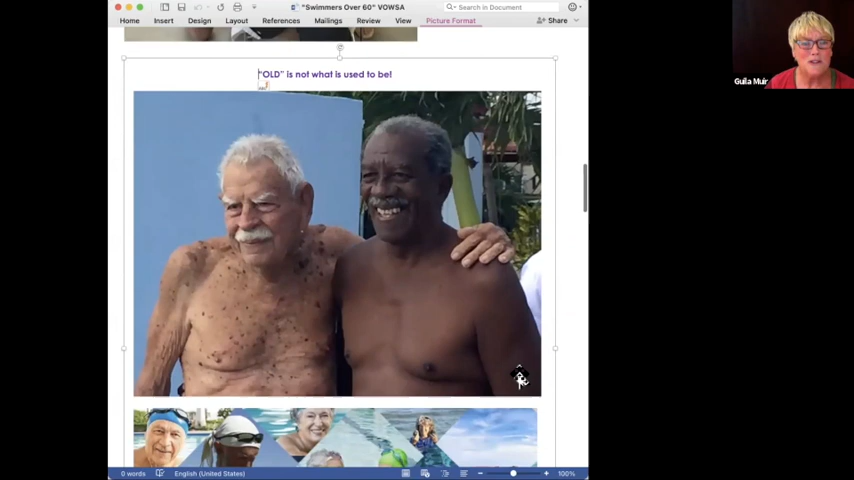 "Swimmers Over 60" VOWSA
Search in Document
Home Insert Design Layout References Mailings Review View Picture Format Share
"OLD" is not what is used to be!
Guila Muir
0 words English (United States) 100%